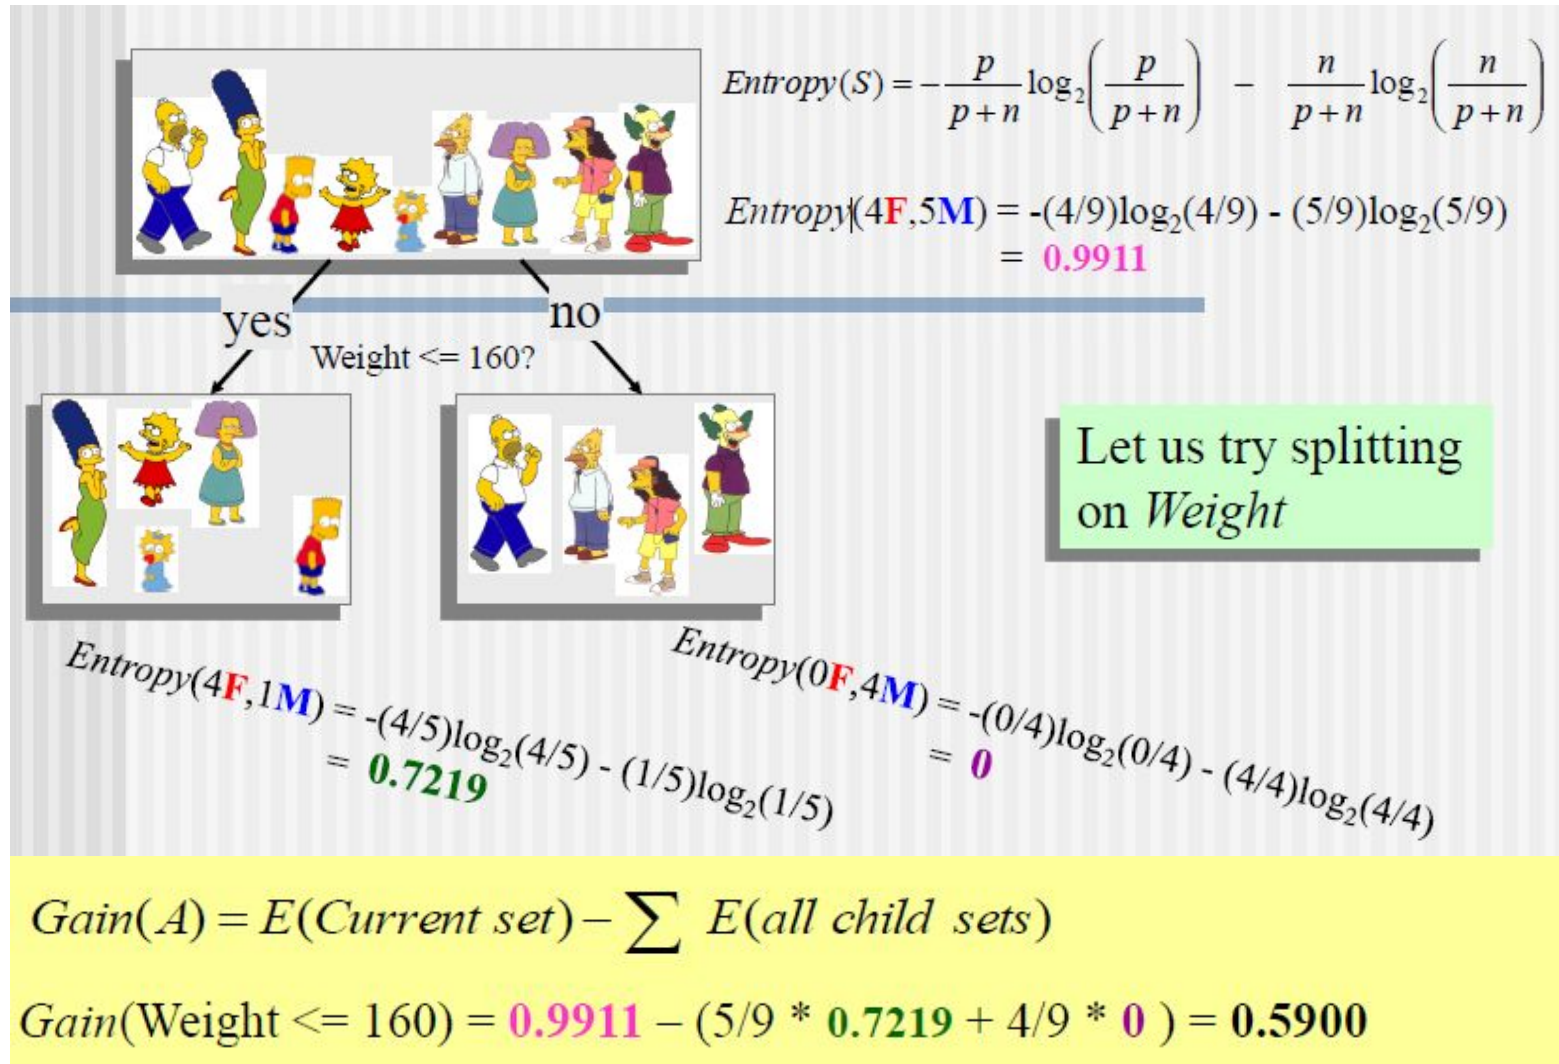 Entropy(S) = - p/(p+n) log₂(p/(p+n)) - n/(p+n) log₂(n/(p+n))
Entropy(4F,5M) = -(4/9)log₂(4/9) - (5/9)log₂(5/9)
= 0.9911
yes
no
Weight <= 160?
Let us try splitting
on Weight
Entropy(4F,1M) = -(4/5)log₂(4/5) - (1/5)log₂(1/5)
= 0.7219
Entropy(0F,4M) = -(0/4)log₂(0/4) - (4/4)log₂(4/4)
= 0
Gain(A) = E(Current set) – ∑ E(all child sets)
Gain(Weight <= 160) = 0.9911 – (5/9 * 0.7219 + 4/9 * 0 ) = 0.5900